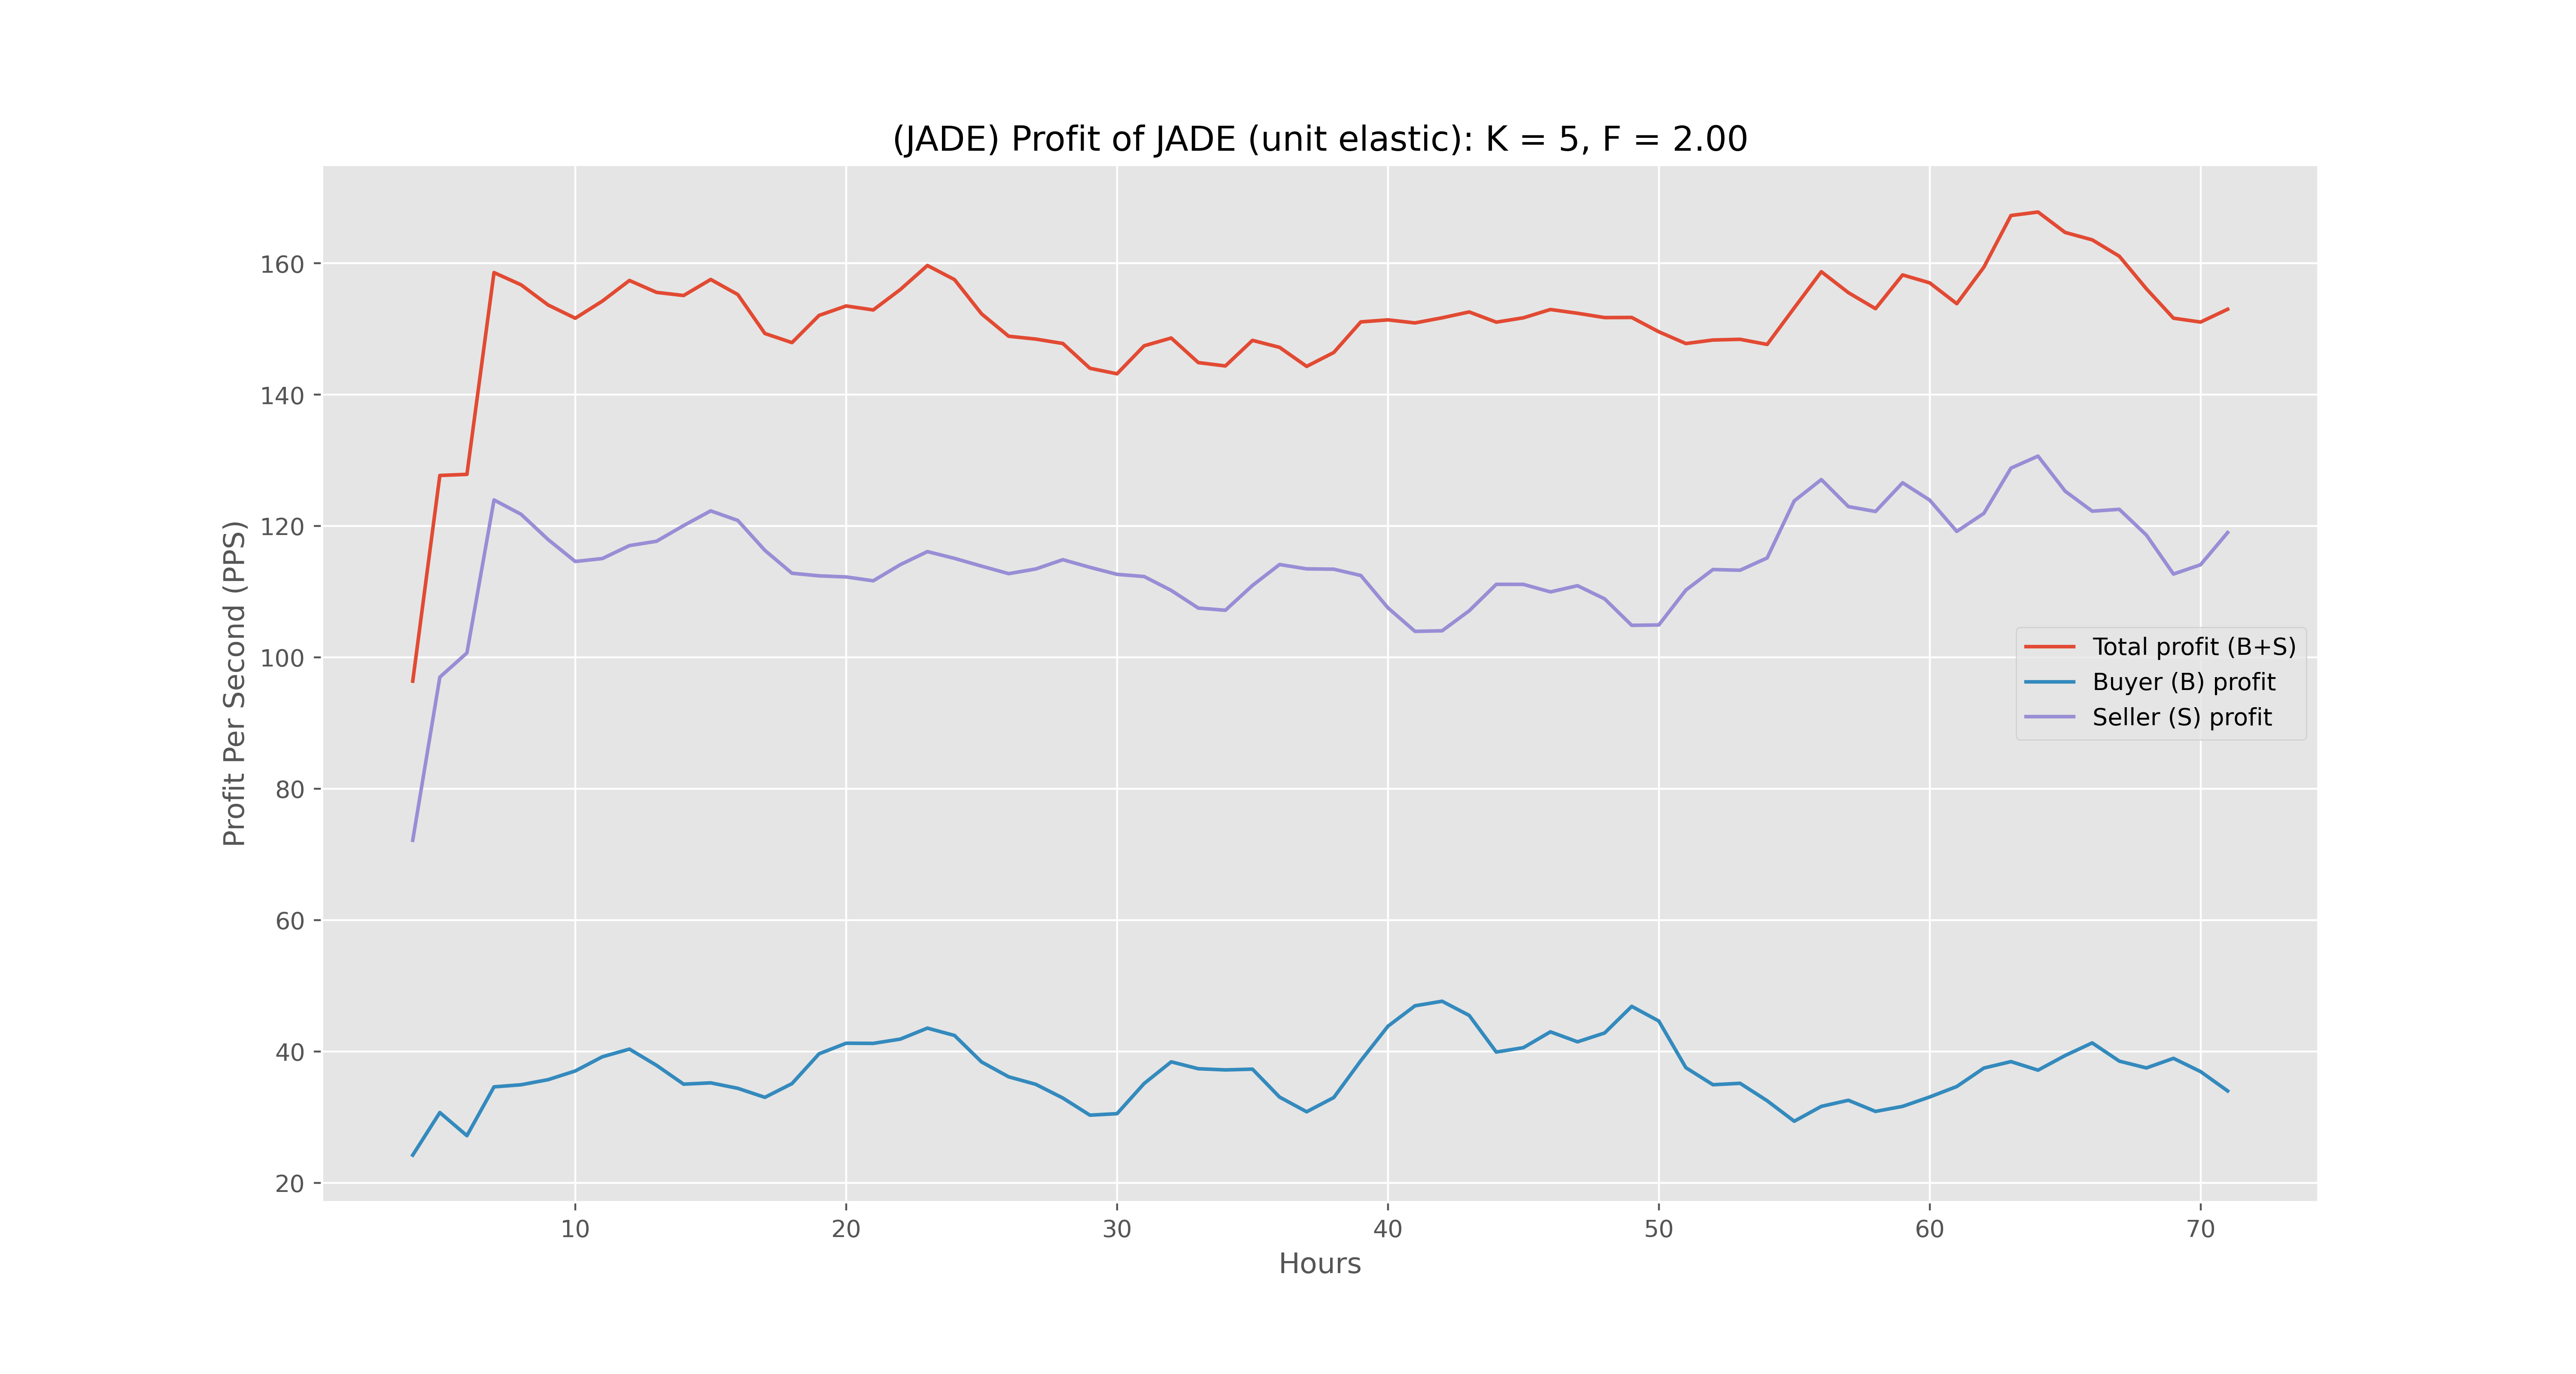 (JADE) Profit of JADE (unit elastic): K = 5, F = 2.00
Profit Per Second (PPS)
160
140
120
100
80
60
40
20
Total profit (B+S)
Buyer (B) profit
Seller (S) profit
10 20 30 40 50 60 70
Hours